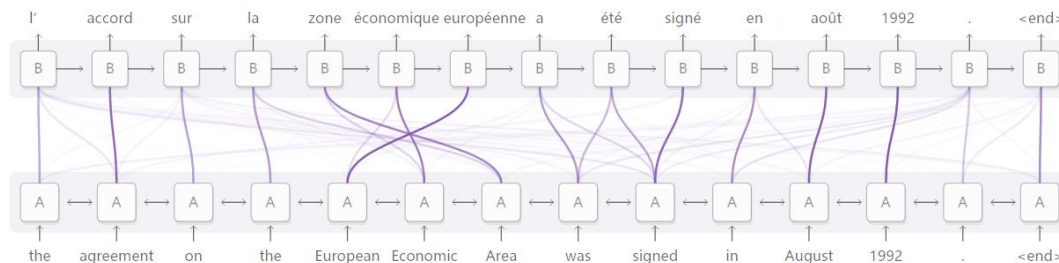 l' accord sur la zone économique européenne a été signé en août 1992 . <end>
B B B B B B B B B B B B B B B
A A A A A A A A A A A A A A
the agreement on the European Economic Area was signed in August 1992 . <end>